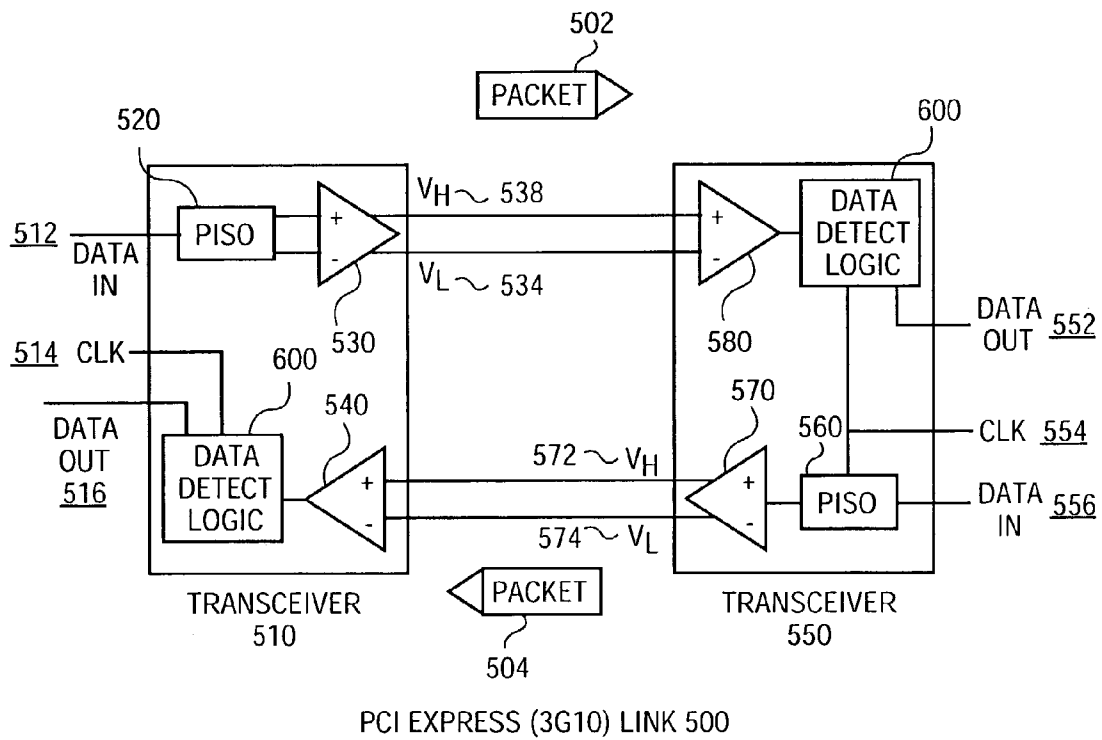 502
PACKET
520
600
PISO
+
-
V_H 538
V_L 534
530
+
-
580
DATA
DETECT
LOGIC
512
DATA
IN
DATA
OUT
552
514 CLK
600
540
570
560
CLK 554
DATA
OUT
516
DATA
DETECT
LOGIC
+
-
572 V_H
574 V_L
+
-
PISO
DATA
IN
556
TRANSCEIVER
510
PACKET
504
TRANSCEIVER
550
PCI EXPRESS (3G10) LINK 500